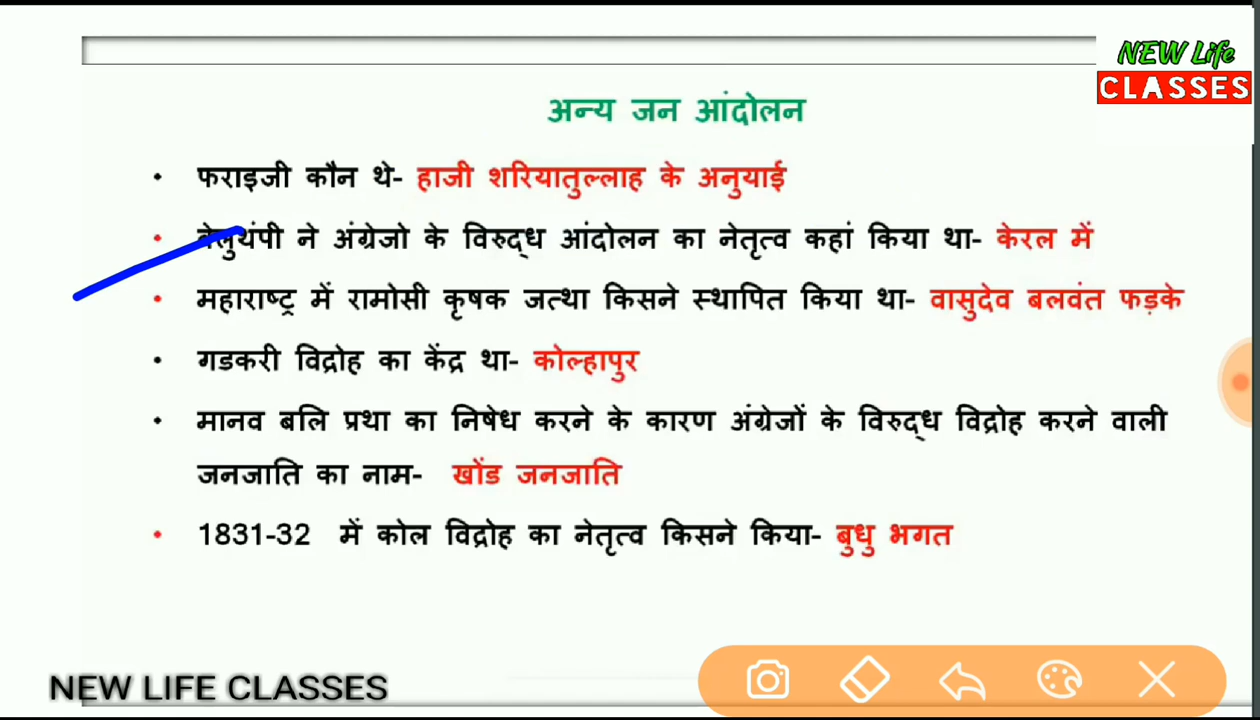 NEW Life
CLASSES
अन्य जन आंदोलन
• फराइजी कौन थे- हाजी शरियातुल्लाह के अनुयाई
• वेलुथंपी ने अंग्रेजो के विरुद्ध आंदोलन का नेतृत्व कहां किया था- केरल में
• महाराष्ट्र में रामोसी कृषक जत्था किसने स्थापित किया था- वासुदेव बलवंत फड़के
• गडकरी विद्रोह का केंद्र था- कोल्हापुर
• मानव बलि प्रथा का निषेध करने के कारण अंग्रेजों के विरुद्ध विद्रोह करने वाली
जनजाति का नाम- खोंड जनजाति
• 1831-32 में कोल विद्रोह का नेतृत्व किसने किया- बुधु भगत
NEW LIFE CLASSES